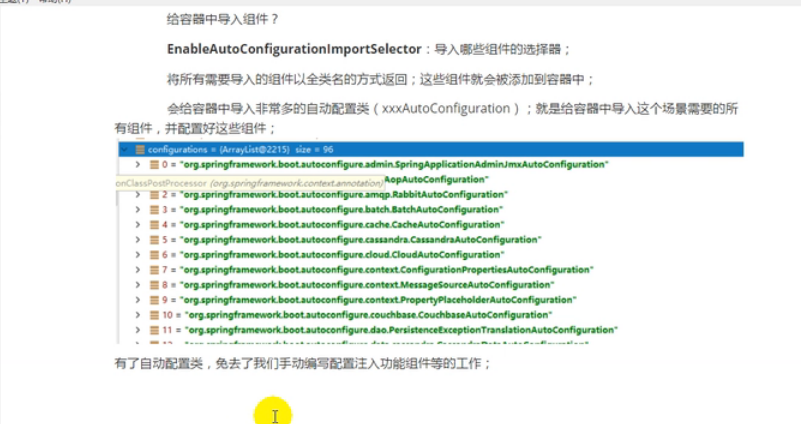 给容器中导入组件？
EnableAutoConfigurationImportSelector：导入哪些组件的选择器；
将所有需要导入的组件以全类名的方式返回；这些组件就会被添加到容器中；
会给容器中导入非常多的自动配置类（xxxAutoConfiguration）；就是给容器中导入这个场景需要的所
有组件，并配置好这些组件；
configurations = {ArrayList@2215} size = 96
0 = "org.springframework.boot.autoconfigure.admin.SpringApplicationAdminJmxAutoConfiguration"
onClassPostProcessor (org.springframework.context.annotation) AopAutoConfiguration"
2 = "org.springframework.boot.autoconfigure.amqp.RabbitAutoConfiguration"
3 = "org.springframework.boot.autoconfigure.batch.BatchAutoConfiguration"
4 = "org.springframework.boot.autoconfigure.cache.CacheAutoConfiguration"
5 = "org.springframework.boot.autoconfigure.cassandra.CassandraAutoConfiguration"
6 = "org.springframework.boot.autoconfigure.cloud.CloudAutoConfiguration"
7 = "org.springframework.boot.autoconfigure.context.ConfigurationPropertiesAutoConfiguration"
8 = "org.springframework.boot.autoconfigure.context.MessageSourceAutoConfiguration"
9 = "org.springframework.boot.autoconfigure.context.PropertyPlaceholderAutoConfiguration"
10 = "org.springframework.boot.autoconfigure.couchbase.CouchbaseAutoConfiguration"
11 = "org.springframework.boot.autoconfigure.dao.PersistenceExceptionTranslationAutoConfiguration"
有了自动配置类，免去了我们手动编写配置注入功能组件等的工作；